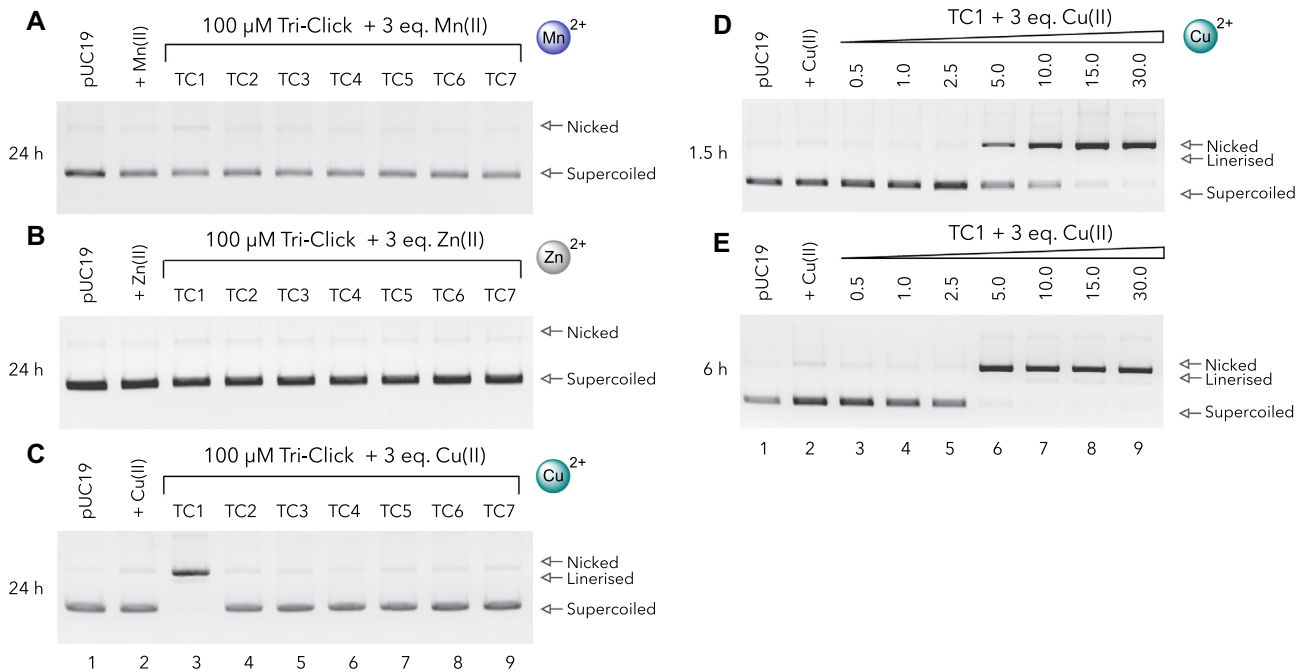 A
pUC19
+ Mn(II)
100 µM Tri-Click + 3 eq. Mn(II)
TC1 TC2 TC3 TC4 TC5 TC6 TC7
Mn 2+
24 h
Nicked
Supercoiled
B
pUC19
+ Zn(II)
100 µM Tri-Click + 3 eq. Zn(II)
TC1 TC2 TC3 TC4 TC5 TC6 TC7
Zn 2+
24 h
Nicked
Supercoiled
C
pUC19
+ Cu(II)
100 µM Tri-Click + 3 eq. Cu(II)
TC1 TC2 TC3 TC4 TC5 TC6 TC7
Cu 2+
24 h
Nicked
Linerised
Supercoiled
1 2 3 4 5 6 7 8 9
D
pUC19
+ Cu(II)
TC1 + 3 eq. Cu(II)
0.5 1.0 2.5 5.0 10.0 15.0 30.0
Cu 2+
1.5 h
Nicked
Linerised
Supercoiled
E
pUC19
+ Cu(II)
TC1 + 3 eq. Cu(II)
0.5 1.0 2.5 5.0 10.0 15.0 30.0
6 h
Nicked
Linerised
Supercoiled
1 2 3 4 5 6 7 8 9